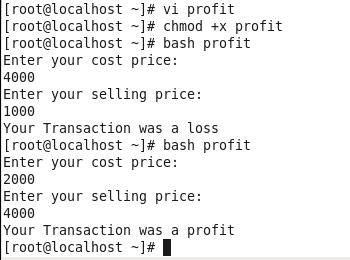 [root@localhost ~]# vi profit
[root@localhost ~]# chmod +x profit
[root@localhost ~]# bash profit
Enter your cost price:
4000
Enter your selling price:
1000
Your Transaction was a loss
[root@localhost ~]# bash profit
Enter your cost price:
2000
Enter your selling price:
4000
Your Transaction was a profit
[root@localhost ~]#